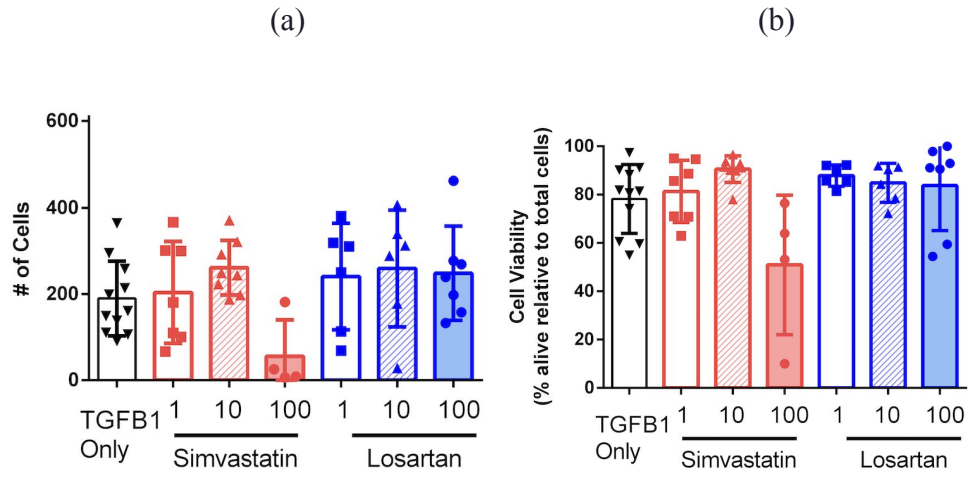 (a)
(b)
# of Cells
600
400
200
0
TGFB1
Only
1 10 100
Simvastatin
1 10 100
Losartan
Cell Viability
(% alive relative to total cells)
100
80
60
40
20
0
TGFB1
Only
1 10 100
Simvastatin
1 10 100
Losartan